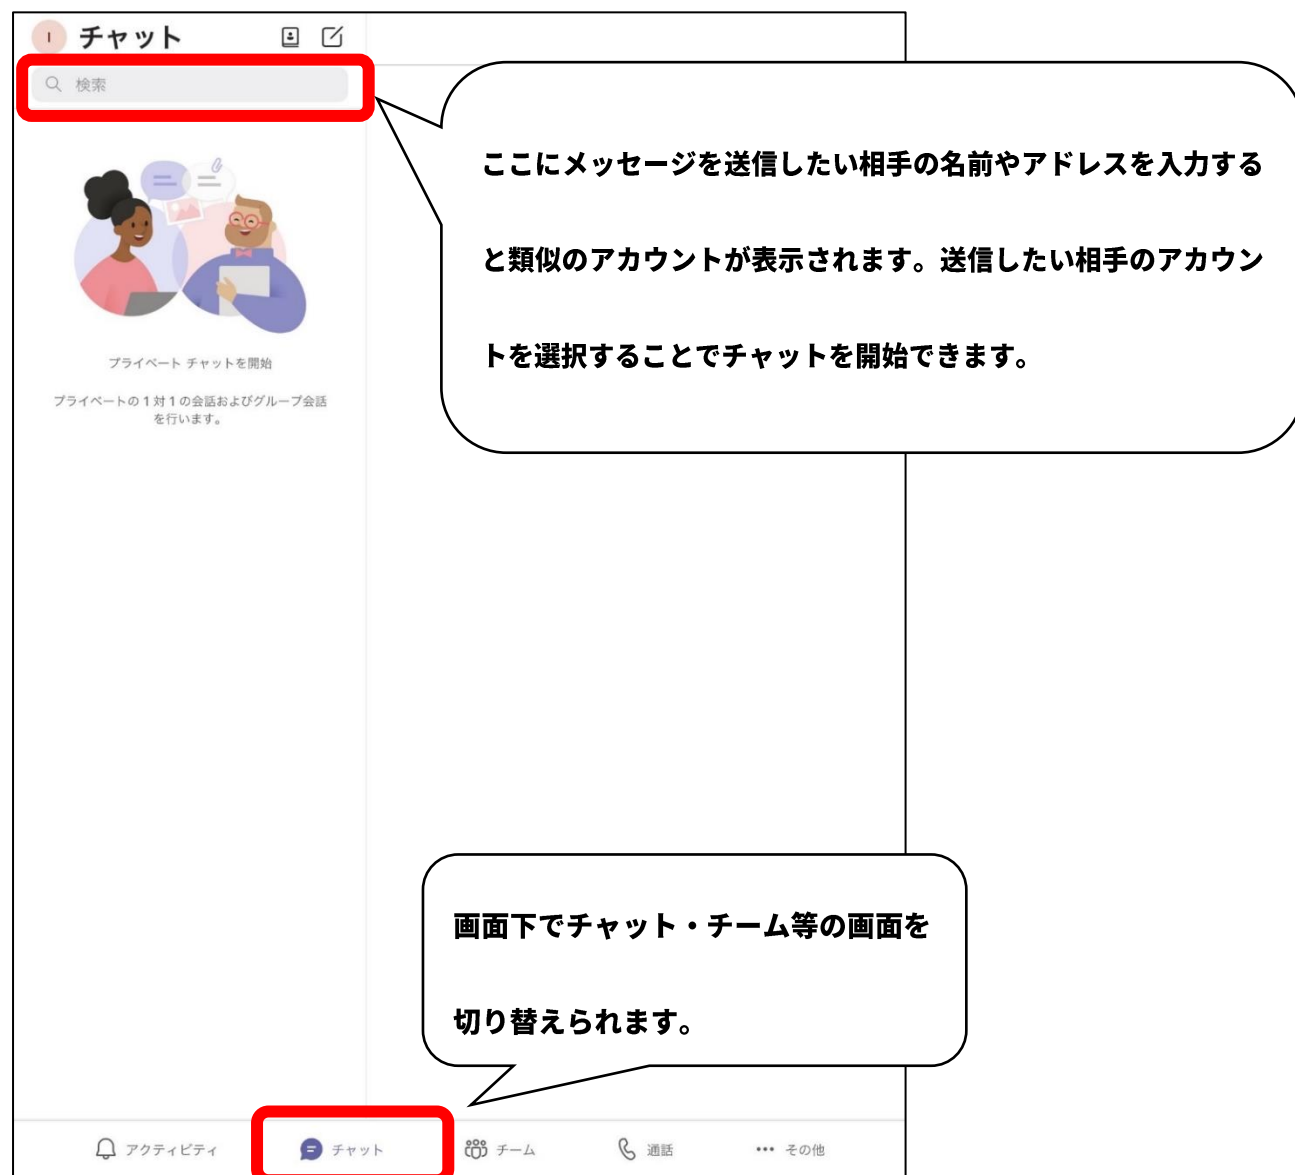 I チャット
検索
ここにメッセージを送信したい相手の名前やアドレスを入力する
と類似のアカウントが表示されます。送信したい相手のアカウン
トを選択することでチャットを開始できます。
プライベート チャットを開始
プライベートの1対1の会話およびグループ会話
を行います。
画面下でチャット・チーム等の画面を
切り替えられます。
アクティビティ チャット チーム 通話 その他